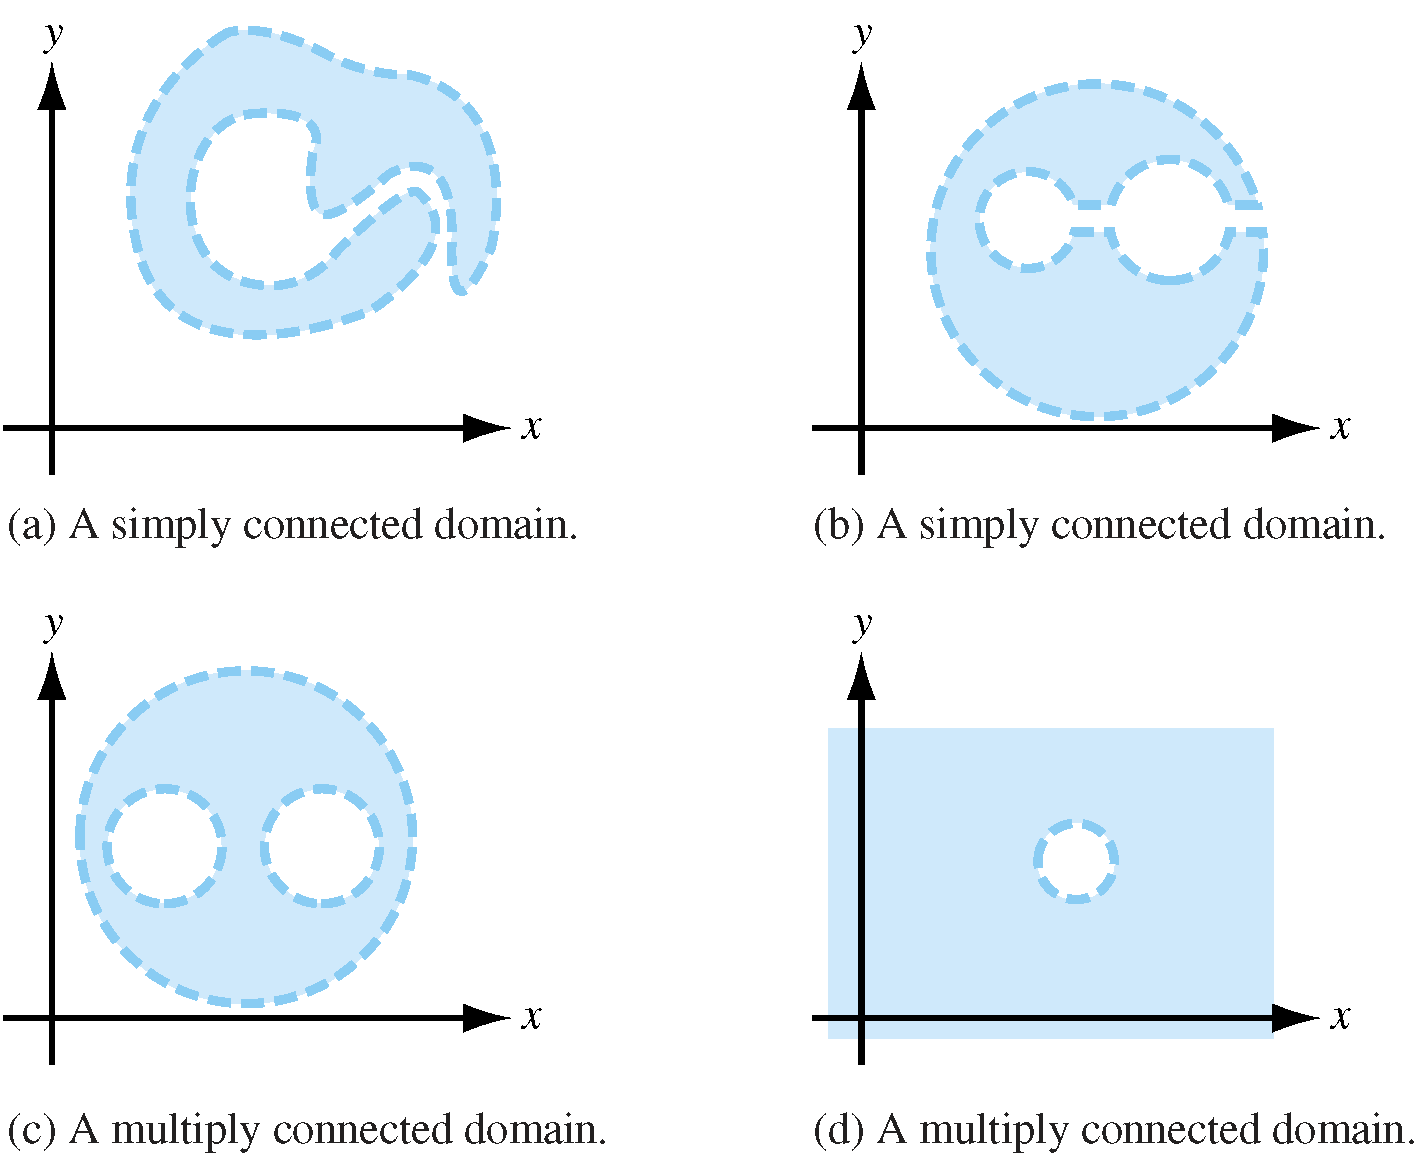 y
y
x
x
(a) A simply connected domain.
(b) A simply connected domain.
y
y
x
x
(c) A multiply connected domain.
(d) A multiply connected domain.